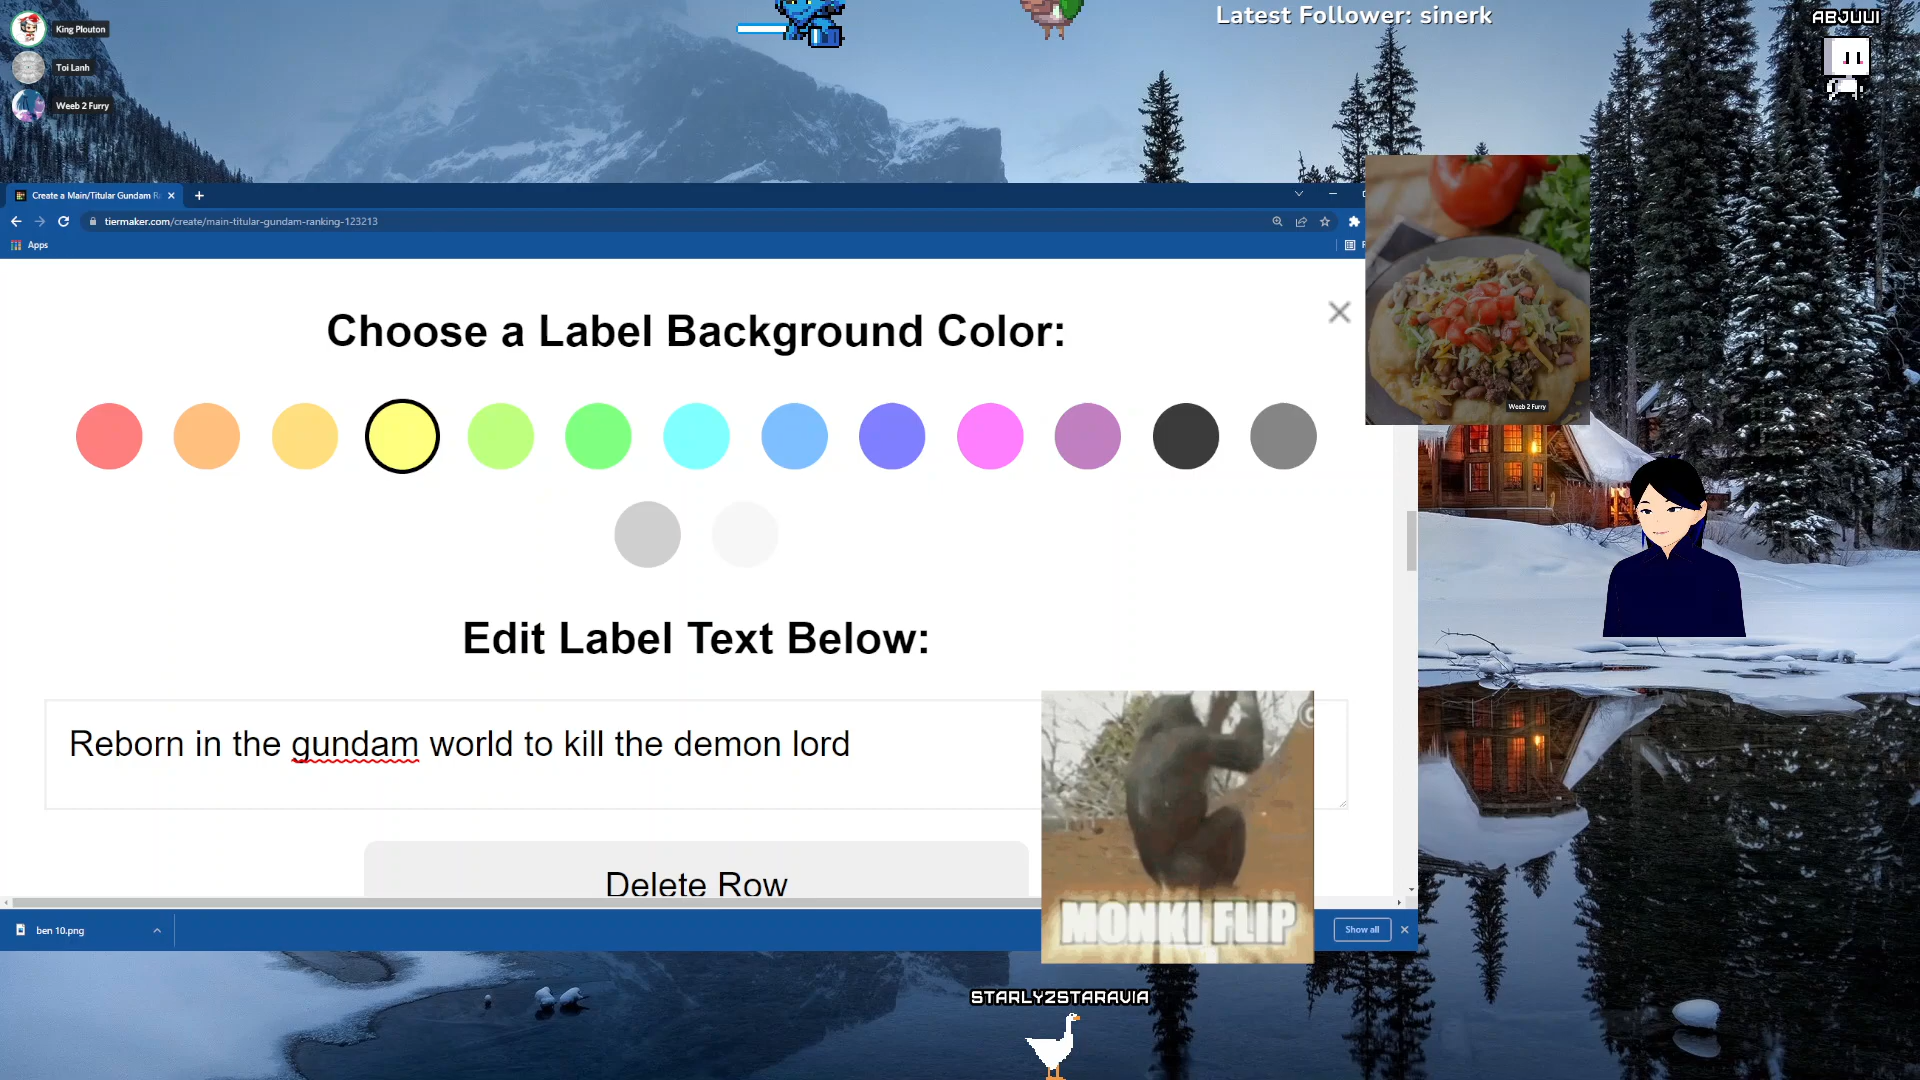 King Plouton
Toi Lanh
Weeb 2 Furry
Latest Follower: sinerk
ABJUUI
Create a Main/Titular Gundam R
tiermaker.com/create/main-titular-gundam-ranking-123213
Apps
Choose a Label Background Color:
Weeb 2 Furry
Edit Label Text Below:
Reborn in the gundam world to kill the demon lord
Delete Row
MONKI FLIP
ben 10.png
Show all
STARLY2STARAVIA